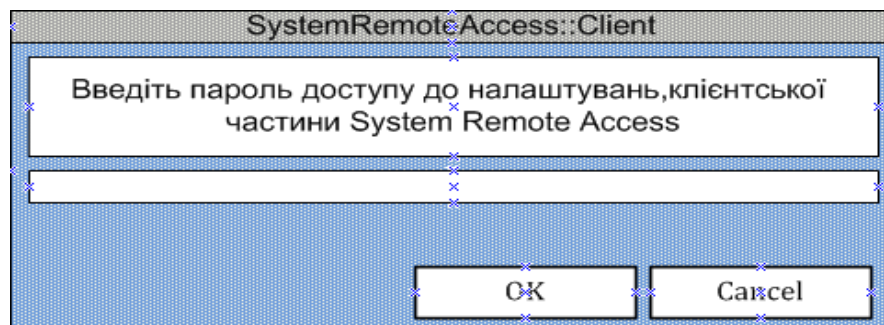 SystemRemoteAccess::Client
Введіть пароль доступу до налаштувань,клієнтської
частини System Remote Access
OK
Cancel